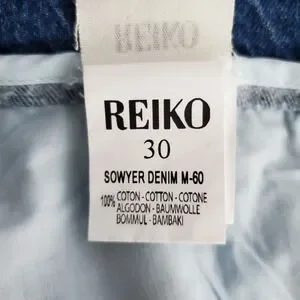 REIKO
REIKO
30
SOWYER DENIM M-60
100% COTON - COTTON - COTONE
ALGODON - BAUMWOLLE
BOMMUL - BAMBAKI